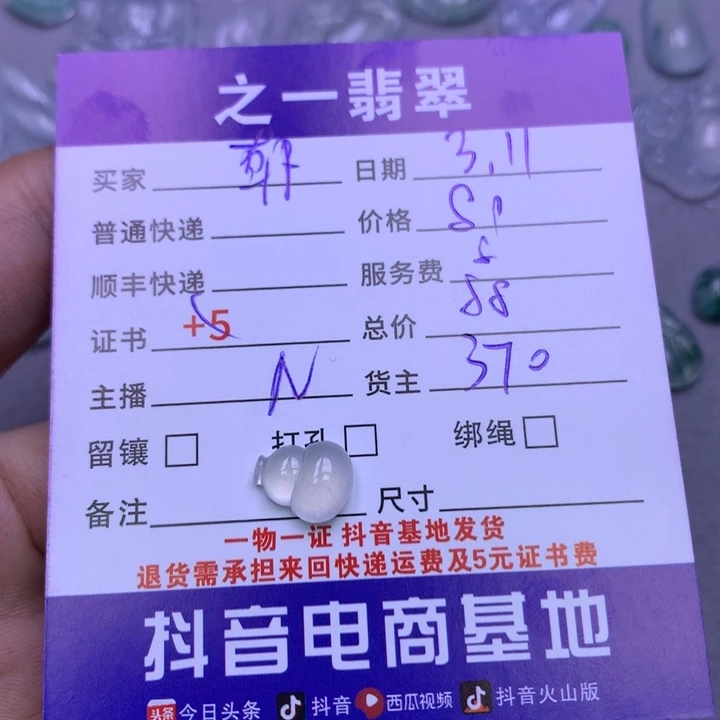 之一翡翠
买家 日期 3.11
普通快递 价格
顺丰快递 服务费
证书 +5 总价 88
主播 N 货主 370
留镶 打孔 绑绳
备注 尺寸
一物一证 抖音基地发货
退货需承担来回快递运费及5元证书费
抖音电商基地
头条 今日头条 抖音 西瓜视频 抖音火山版